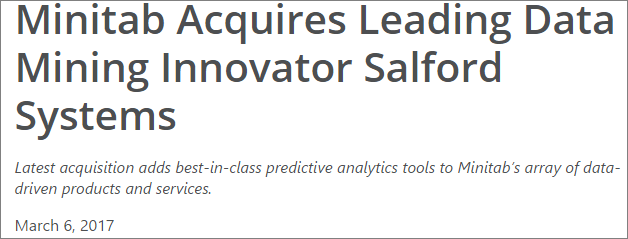 Minitab Acquires Leading Data
Mining Innovator Salford
Systems
Latest acquisition adds best-in-class predictive analytics tools to Minitab's array of data-
driven products and services.
March 6, 2017